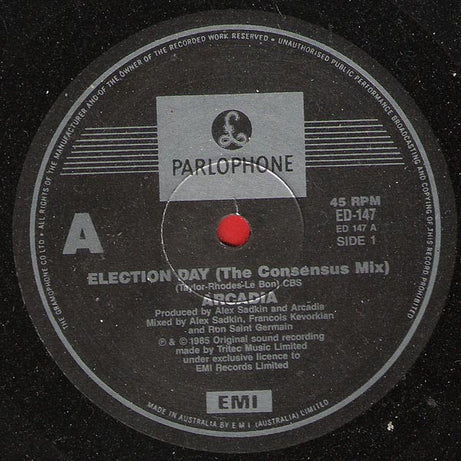 THE GRAMOPHONE CO LTD • ALL RIGHTS OF THE MANUFACTURER AND OF THE OWNER OF THE RECORDED WORK RESERVED • UNAUTHORISED PUBLIC PERFORMANCE BROADCASTING AND COPYING OF THIS RECORD PROHIBITED
£
PARLOPHONE
A
45 RPM
ED-147
ED 147 A
SIDE 1
ELECTION DAY (The Consensus Mix)
(Taylor-Rhodes-Le Bon) CBS
ARCADIA
Produced by Alex Sadkin and Arcadia
Mixed by Alex Sadkin, Francois Kevorkian
and Ron Saint Germain
℗ & © 1985 Original sound recording
made by Tritec Music Limited
under exclusive licence to
EMI Records Limited
EMI
MADE IN AUSTRALIA BY E M I (AUSTRALIA) LIMITED